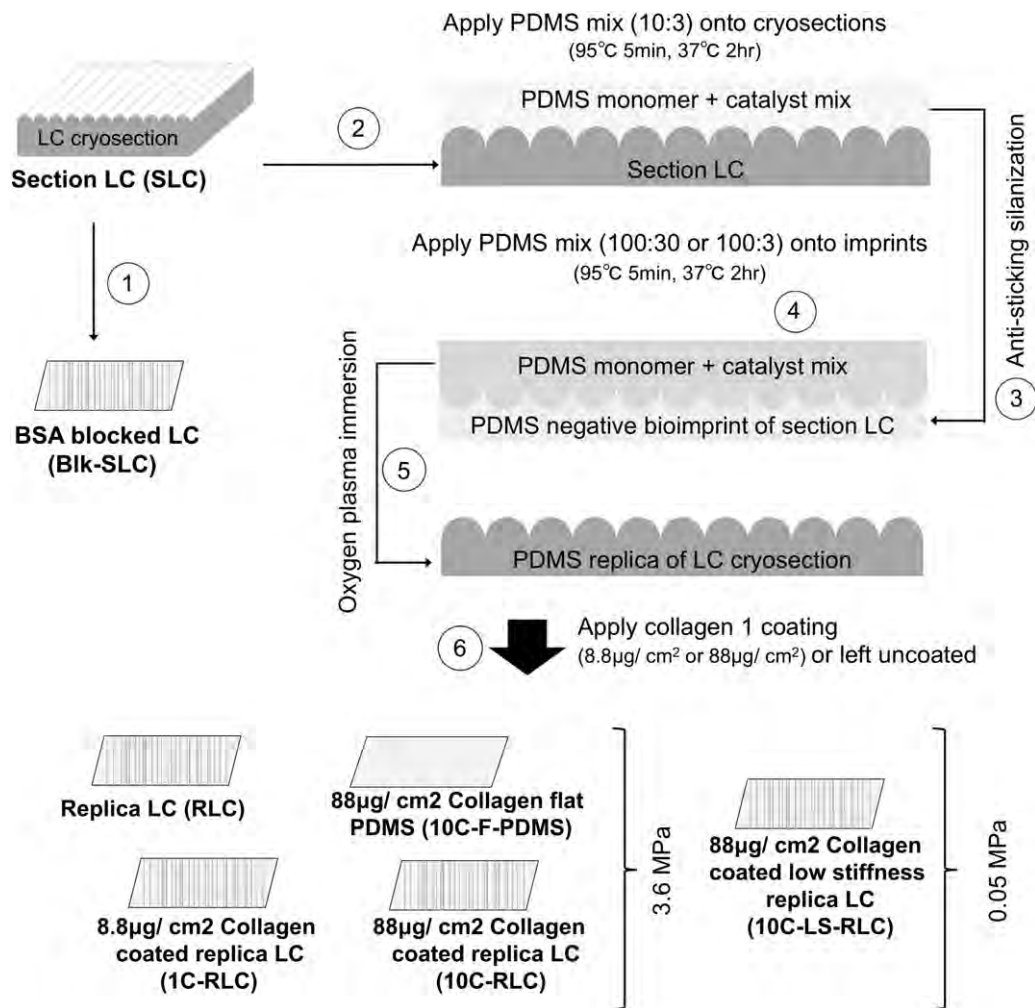 Apply PDMS mix (10:3) onto cryosections
(95°C 5min, 37°C 2hr)
PDMS monomer + catalyst mix
2
LC cryosection
Section LC (SLC)
Section LC
Anti-sticking silanization
3
1
Apply PDMS mix (100:30 or 100:3) onto imprints
(95°C 5min, 37°C 2hr)
4
PDMS monomer + catalyst mix
PDMS negative bioimprint of section LC
BSA blocked LC
(Blk-SLC)
Oxygen plasma immersion
5
PDMS replica of LC cryosection
6
Apply collagen 1 coating
(8.8µg/ cm² or 88µg/ cm²) or left uncoated
Replica LC (RLC)
88µg/ cm2 Collagen flat
PDMS (10C-F-PDMS)
8.8µg/ cm2 Collagen
coated replica LC
(1C-RLC)
88µg/ cm2 Collagen
coated replica LC
(10C-RLC)
3.6 MPa
88µg/ cm2 Collagen
coated low stiffness
replica LC
(10C-LS-RLC)
0.05 MPa